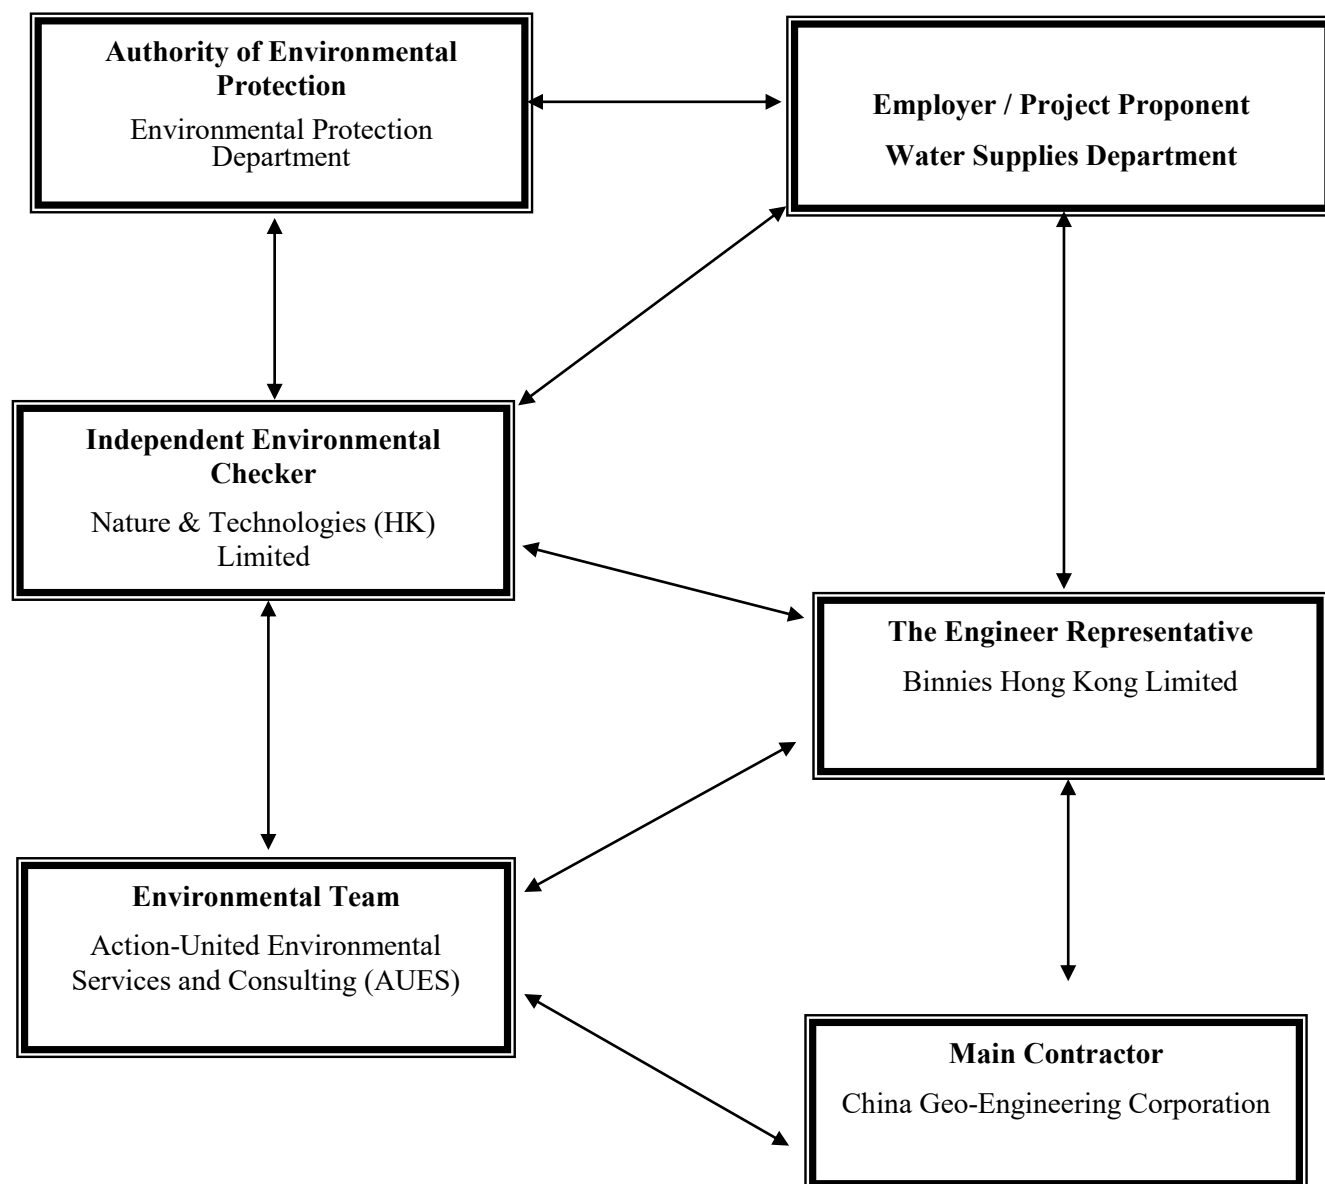 Authority of Environmental
Protection
Environmental Protection
Department
Employer / Project Proponent
Water Supplies Department
Independent Environmental
Checker
Nature & Technologies (HK)
Limited
The Engineer Representative
Binnies Hong Kong Limited
Environmental Team
Action-United Environmental
Services and Consulting (AUES)
Main Contractor
China Geo-Engineering Corporation